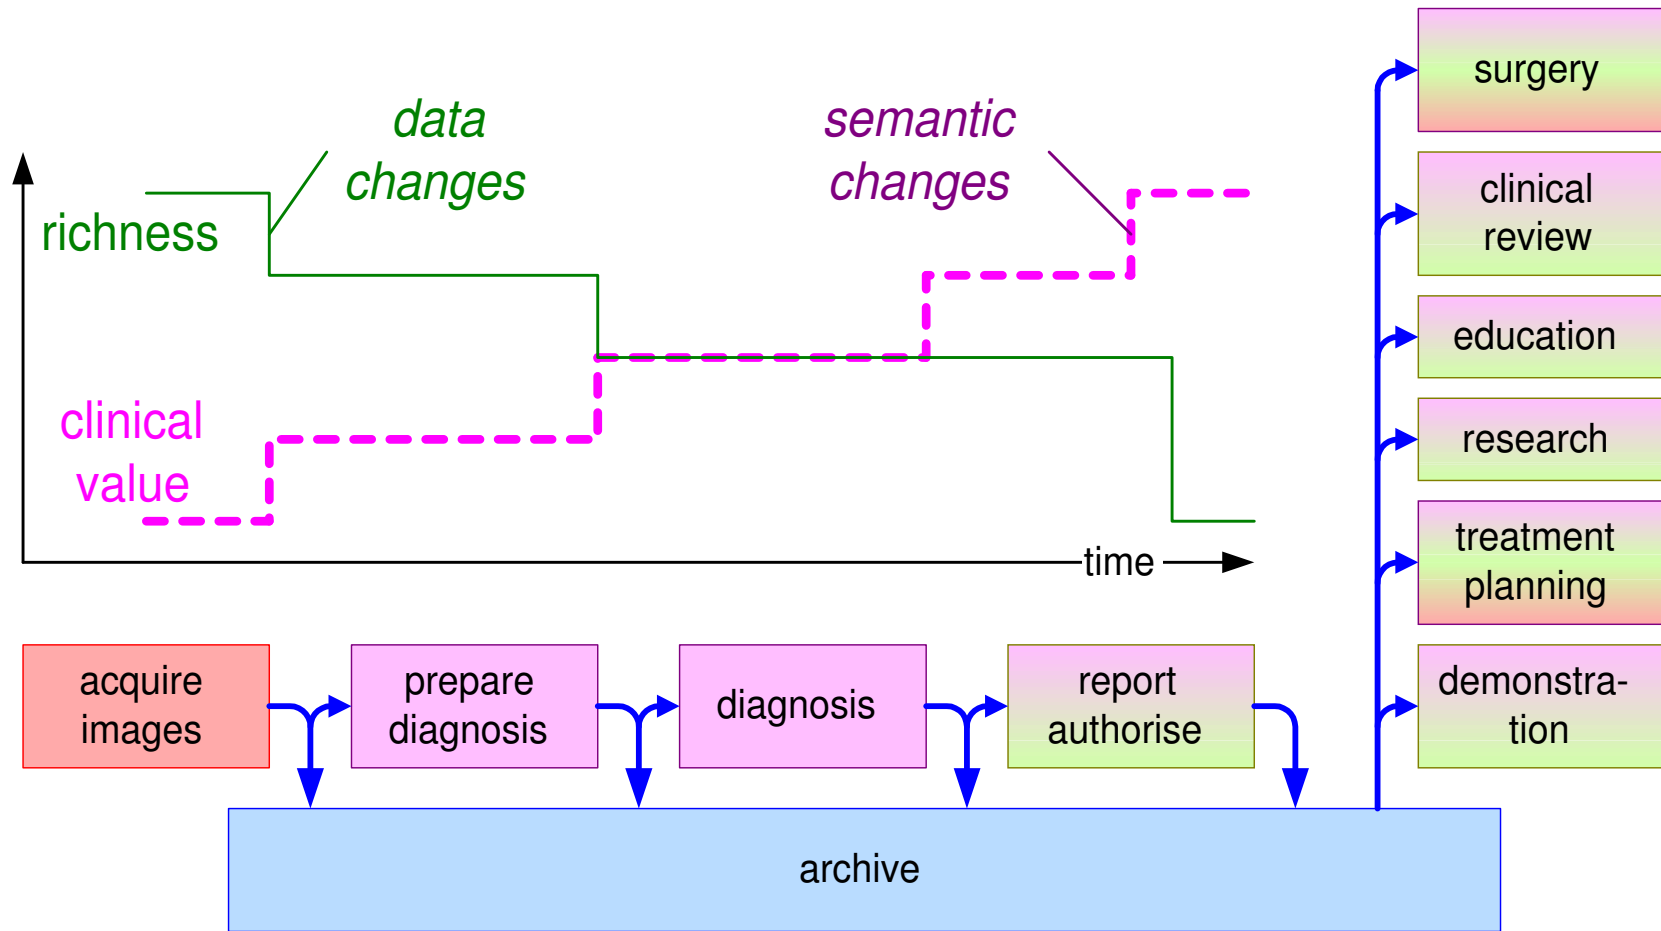 data
changes
semantic
changes
richness
clinical
value
time
acquire
images
prepare
diagnosis
diagnosis
report
authorise
archive
surgery
clinical
review
education
research
treatment
planning
demonstra-
tion